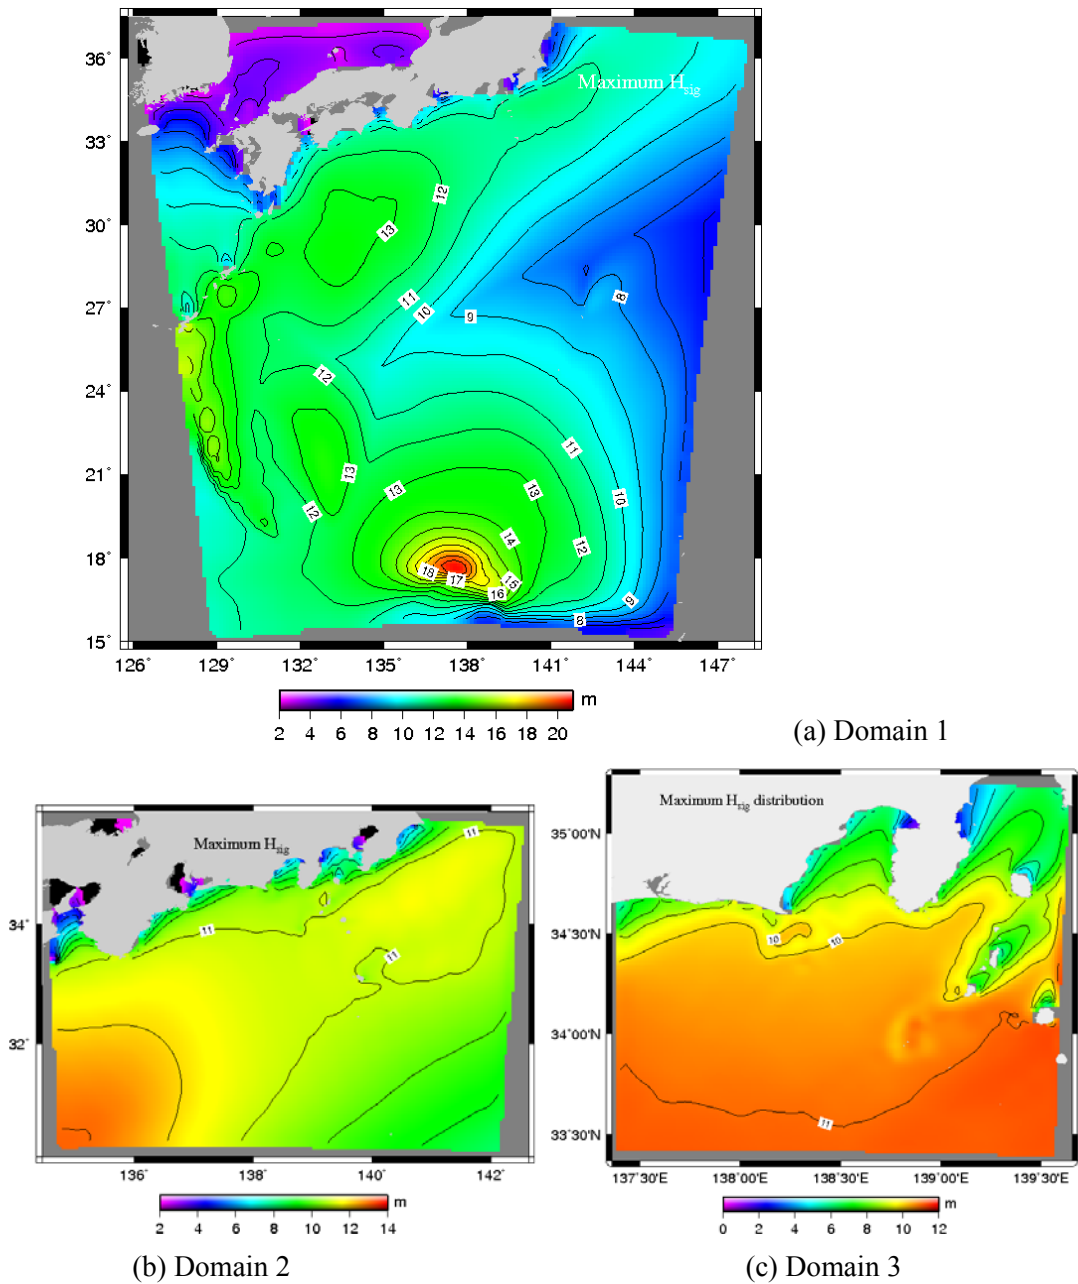 36°
33°
30°
27°
24°
21°
18°
15°
Maximum Hsig
12
13
11
10
9
8
12
11
13
10
12
13
13
14
12
18
17
15
16
9
8
126°
129°
132°
135°
138°
141°
144°
147°
2 4 6 8 10 12 14 16 18 20 m
(a) Domain 1
Maximum Hsig
11
11
11
34°
32°
136°
138°
140°
142°
2 4 6 8 10 12 14 m
(b) Domain 2
Maximum Hsig distribution
35°00'N
34°30'N
34°00'N
33°30'N
10
10
11
137°30'E
138°00'E
138°30'E
139°00'E
139°30'E
0 2 4 6 8 10 12 m
(c) Domain 3